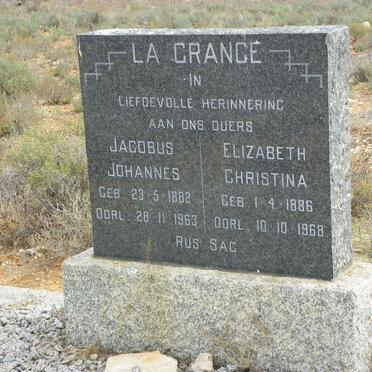 LA GRANGE
IN
LIEFDEVOLLE HERINNERING
AAN ONS OUERS
JACOBUS
JOHANNES
GEB. 23·5·1882
OORL. 28·11·1963
ELIZABETH
CHRISTINA
GEB. 1·4·1886
OORL. 10·10·1968
RUS SAG